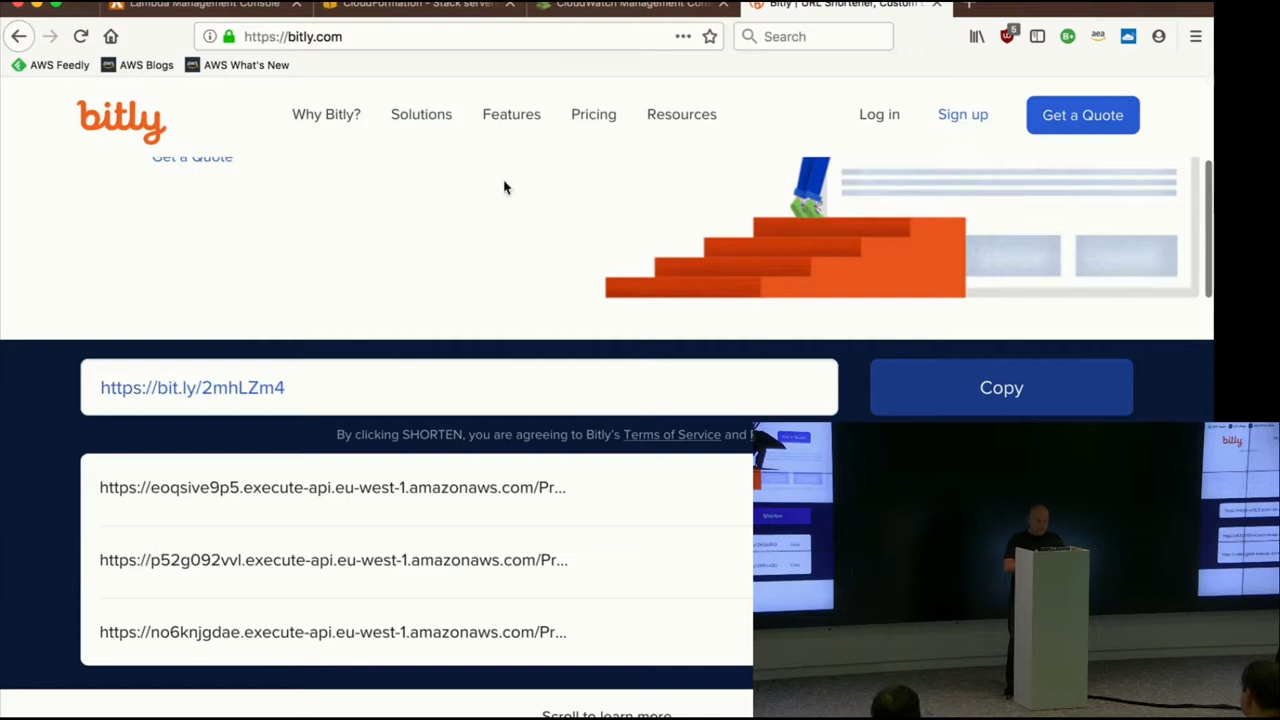 Lambda Management Console
CloudFormation - Stack server
CloudWatch Management Con
Bitly | URL Shortener, Custom
https://bitly.com
Search
5
AWS Feedly
AWS Blogs
AWS What's New
bitly
Why Bitly?
Solutions
Features
Pricing
Resources
Log in
Sign up
Get a Quote
Get a Quote
https://bit.ly/2mhLZm4
Copy
By clicking SHORTEN, you are agreeing to Bitly's Terms of Service and
https://eoqsive9p5.execute-api.eu-west-1.amazonaws.com/Pr...
https://p52g092vvl.execute-api.eu-west-1.amazonaws.com/Pr...
https://no6knjgdae.execute-api.eu-west-1.amazonaws.com/Pr...
Scroll to learn more
Shorten
bitly